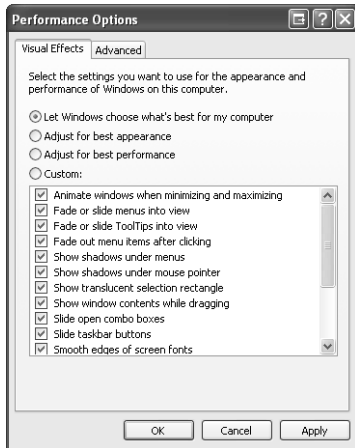 Performance Options
Visual Effects Advanced
Select the settings you want to use for the appearance and
performance of Windows on this computer.
Let Windows choose what's best for my computer
Adjust for best appearance
Adjust for best performance
Custom:
Animate windows when minimizing and maximizing
Fade or slide menus into view
Fade or slide ToolTips into view
Fade out menu items after clicking
Show shadows under menus
Show shadows under mouse pointer
Show translucent selection rectangle
Show window contents while dragging
Slide open combo boxes
Slide taskbar buttons
Smooth edges of screen fonts
OK Cancel Apply